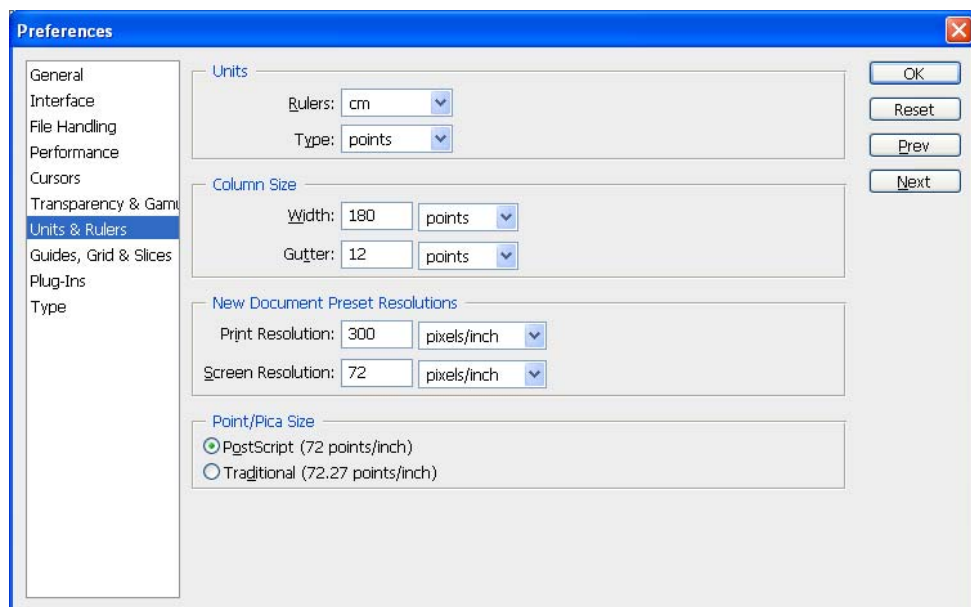 Preferences
General
Interface
File Handling
Performance
Cursors
Transparency & Gamu
Units & Rulers
Guides, Grid & Slices
Plug-Ins
Type
Units
Rulers: cm
Type: points
Column Size
Width: 180 points
Gutter: 12 points
New Document Preset Resolutions
Print Resolution: 300 pixels/inch
Screen Resolution: 72 pixels/inch
Point/Pica Size
PostScript (72 points/inch)
Traditional (72.27 points/inch)
OK
Reset
Prev
Next